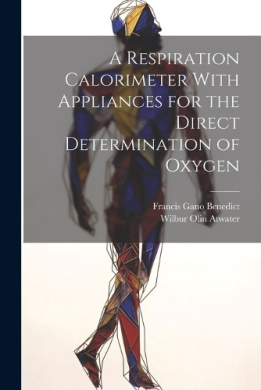 A Respiration
Calorimeter With
Appliances for the
Direct
Determination of
Oxygen
Francis Gano Benedict
Wilbur Olin Atwater